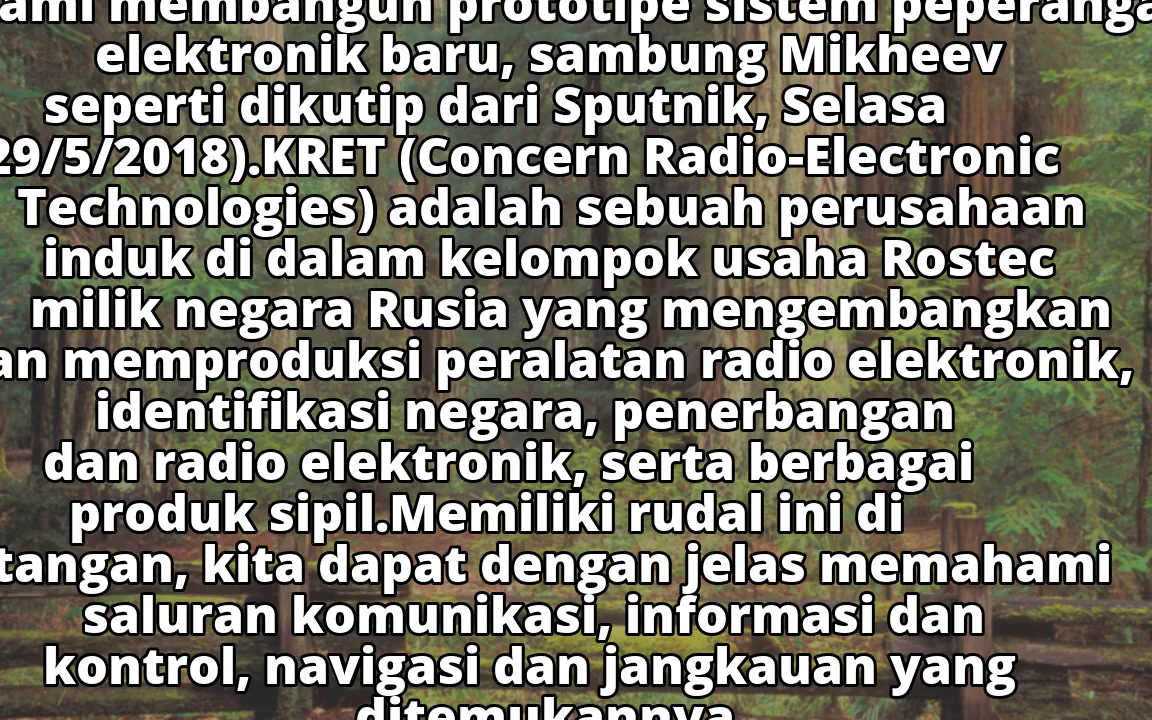 membangun prototipe sistem
elektronik baru, sambung Mikheev
seperti dikutip dari Sputnik, Selasa
29/5/2018).KRET (Concern Radio-Electronic
Technologies) adalah sebuah perusahaan
induk di dalam kelompok usaha Rostec
milik negara Rusia yang mengembangkan
an memproduksi peralatan radio elektronik,
identifikasi negara, penerbangan
dan radio elektronik, serta berbagai
produk sipil.Memiliki rudal ini di
tangan, kita dapat dengan jelas memahami
saluran komunikasi, informasi dan
kontrol, navigasi dan jangkauan yang
ditemukannya